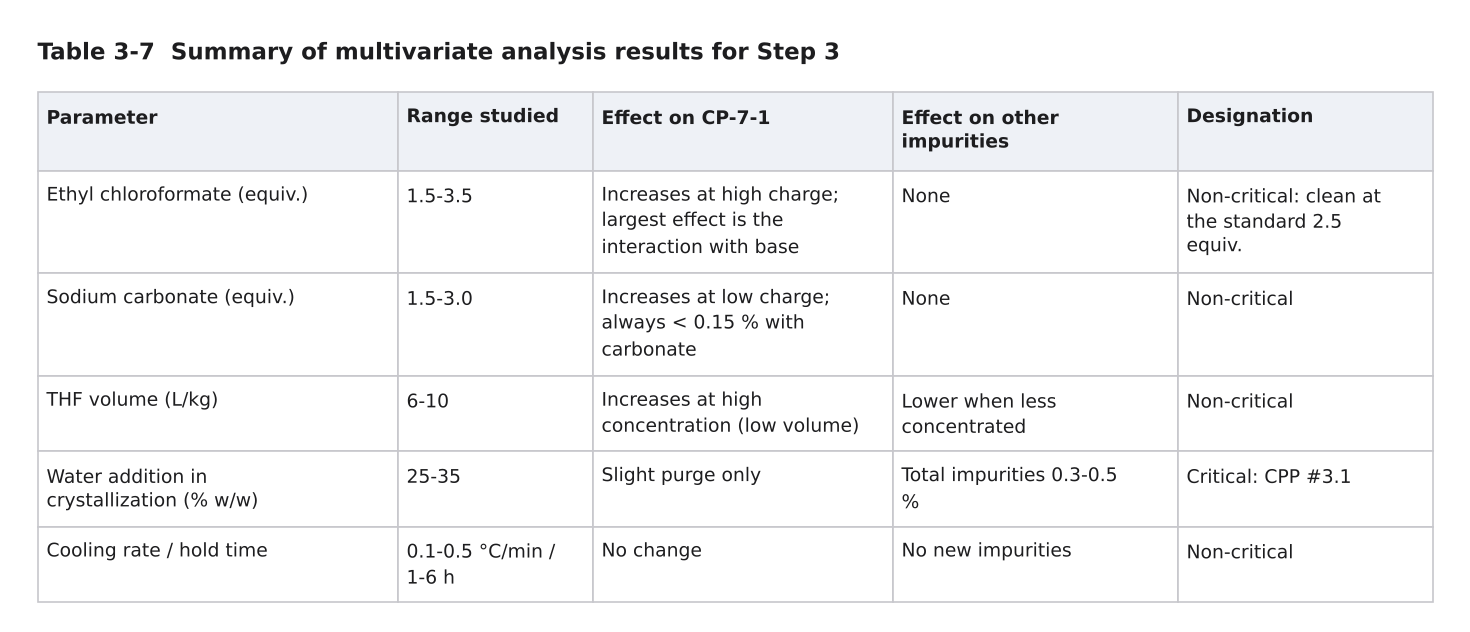 Table 3-7  Summary of multivariate analysis results for Step 3
Parameter
Range studied
Effect on CP-7-1
Effect on other
impurities
Designation
Ethyl chloroformate (equiv.)
1.5-3.5
Increases at high charge;
largest effect is the
interaction with base
None
Non-critical: clean at
the standard 2.5
equiv.
Sodium carbonate (equiv.)
1.5-3.0
Increases at low charge;
always < 0.15 % with
carbonate
None
Non-critical
THF volume (L/kg)
6-10
Increases at high
concentration (low volume)
Lower when less
concentrated
Non-critical
Water addition in
crystallization (% w/w)
25-35
Slight purge only
Total impurities 0.3-0.5
%
Critical: CPP #3.1
Cooling rate / hold time
0.1-0.5 °C/min /
1-6 h
No change
No new impurities
Non-critical